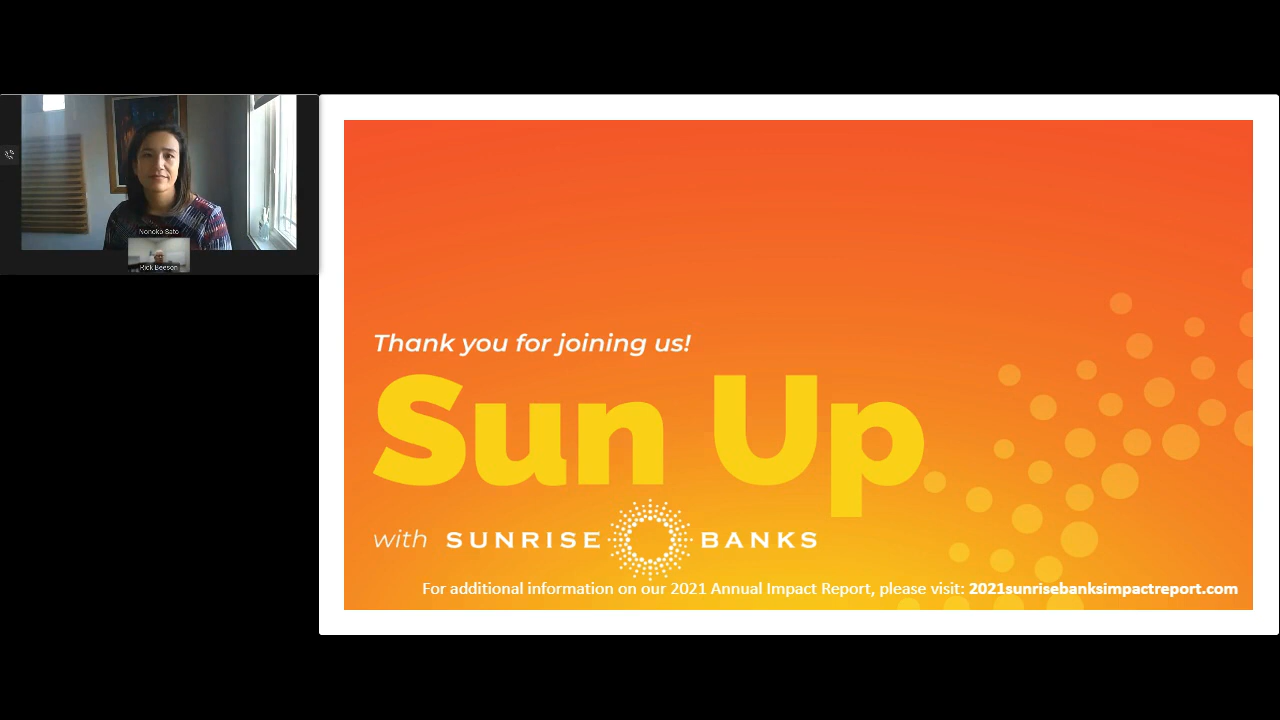 Nonoko Sato
Rick Beeson
Thank you for joining us!
Sun Up
with SUNRISE BANKS
For additional information on our 2021 Annual Impact Report, please visit: 2021sunrisebanksimpactreport.com